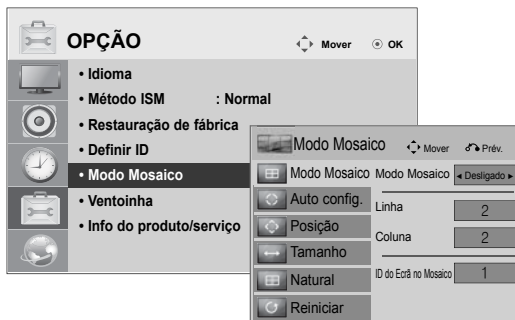 OPÇÃO Mover OK
• Idioma
• Método ISM : Normal
• Restauração de fábrica
• Definir ID
• Modo Mosaico
• Ventoinha
• Info do produto/serviço
Modo Mosaico Mover Prév.
Modo Mosaico Modo Mosaico ◄ Desligado ►
Auto config.
Linha 2
Posição
Coluna 2
Tamanho
ID do Ecrã no Mosaico 1
Natural
Reiniciar